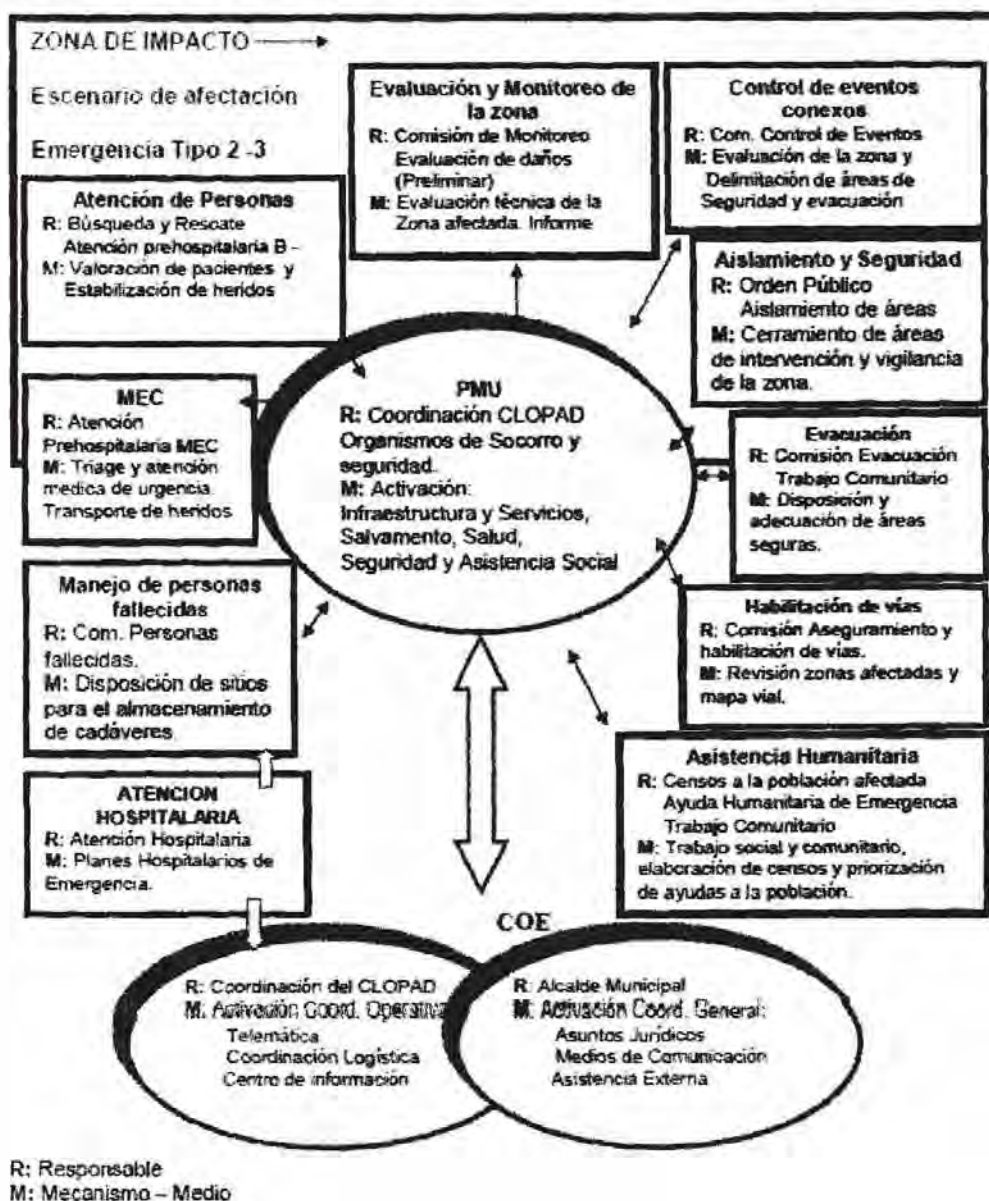 ZONA DE IMPACTO
Escenario de afectación
Emergencia Tipo 2-3
Atención de Personas
R: Búsqueda y Rescate
Atención prehospitalaria B -
M: Valoración de pacientes y
Estabilización de heridos
Evaluación y Monitoreo de
la zona
R: Comisión de Monitoreo
Evaluación de daños
(Preliminar)
M: Evaluación técnica de la
Zona afectada. Informe
Control de eventos
conexos
R: Com. Control de Eventos
M: Evaluación de la zona y
Delimitación de áreas de
Seguridad y evacuación
Aislamiento y Seguridad
R: Orden Público
Aislamiento de áreas
M: Cerramiento de áreas
de intervención y vigilancia
de la zona.
MEC
R: Atención
Prehospitalaria MEC
M: Triage y atención
medica de urgencia.
Transporte de heridos
PMU
R: Coordinación CLOPAD
Organismos de Socorro y
seguridad.
M: Activación:
Infraestructura y Servicios,
Salvamento, Salud,
Seguridad y Asistencia Social
Evacuación
R: Comisión Evacuación
Trabajo Comunitario
M: Disposición y
adecuación de áreas
seguras.
Manejo de personas
fallecidas
R: Com. Personas
fallecidas.
M: Disposición de sitios
para el almacenamiento
de cadáveres.
Habilitación de vías
R: Comisión Aseguramiento y
habilitación de vías.
M: Revisión zonas afectadas y
mapa vial.
ATENCION
HOSPITALARIA
R: Atención Hospitalaria
M: Planes Hospitalarios de
Emergencia.
Asistencia Humanitaria
R: Censos a la población afectada
Ayuda Humanitaria de Emergencia
Trabajo Comunitario
M: Trabajo social y comunitario,
elaboración de censos y priorización
de ayudas a la población.
COE
R: Coordinación del CLOPAD
M: Activación Coord. Operativa
Telemática
Coordinación Logística
Centro de información
R: Alcalde Municipal
M: Activación Coord. General:
Asuntos Jurídicos
Medios de Comunicación
Asistencia Externa
R: Responsable
M: Mecanismo – Medio